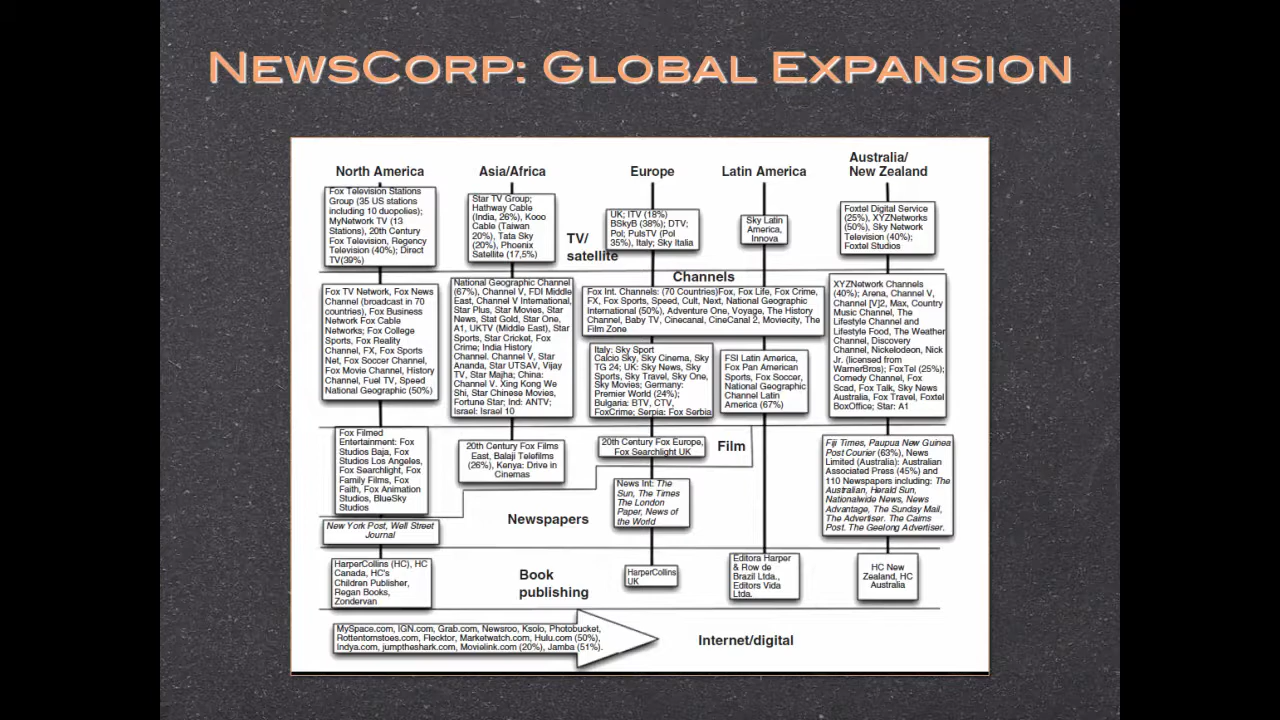 NEWSCORP: GLOBAL EXPANSION
North America
Asia/Africa
Europe
Latin America
Australia/
New Zealand
Fox Television Stations
Group (35 US stations
including 10 duopolies);
MyNetwork TV (13
Stations), 20th Century
Fox Television, Regency
Television (40%); Direct
TV(39%)
Star TV Group;
Hathway Cable
(India, 26%), Kooo
Cable (Taiwan
20%), Tata Sky
(20%), Phoenix
Satellite (17,5%)
TV/
satellite
UK; ITV (18%)
BSkyB (38%); DTV;
Pol; PulsTV (Pol
35%), Italy; Sky Italia
Sky Latin
America,
Innova
Foxtel Digital Service
(25%), XYZNetworks
(50%), Sky Network
Television (40%);
Foxtel Studios
Channels
Fox TV Network, Fox News
Channel (broadcast in 70
countries), Fox Business
Network Fox Cable
Networks; Fox College
Sports, Fox Reality
Channel, FX, Fox Sports
Net, Fox Soccer Channel,
Fox Movie Channel, History
Channel, Fuel TV, Speed
National Geographic (50%)
National Geographic Channel
(67%), Channel V, FDI Middle
East, Channel V International,
Star Plus, Star Movies, Star
News, Stat Gold, Star One,
A1, UKTV (Middle East), Star
Sports, Star Cricket, Fox
Crime; India History
Channel. Channel V, Star
Ananda, Star UTSAV, Vijay
TV, Star Majha; China:
Channel V. Xing Kong We
Shi, Star Chinese Movies,
Fortune Star; Ind: ANTV;
Israel: Israel 10
Fox Int. Channels: (70 Countries)Fox, Fox Life, Fox Crime,
FX, Fox Sports, Speed, Cult, Next, National Geographic
International (50%), Adventure One, Voyage, The History
Channel, Baby TV, Cinecanal, CineCanal 2, Moviecity, The
Film Zone
Italy: Sky Sport
Calcio Sky, Sky Cinema, Sky
TG 24; UK: Sky News, Sky
Sports, Sky Travel, Sky One,
Sky Movies; Germany:
Premier World (24%);
Bulgaria: BTV, CTV,
FoxCrime; Serbia: Fox Serbia
FSI Latin America,
Fox Pan American
Sports, Fox Soccer,
National Geographic
Channel Latin
America (67%)
XYZNetwork Channels
(40%); Arena, Channel V,
Channel [V]2, Max, Country
Music Channel, The
Lifestyle Channel and
Lifestyle Food, The Weather
Channel, Discovery
Channel, Nickelodeon, Nick
Jr. (licensed from
WarnerBros); FoxTel (25%);
Comedy Channel, Fox
Scad, Fox Talk, Sky News
Australia, Fox Travel, Foxtel
BoxOffice; Star: A1
Fox Filmed
Entertainment: Fox
Studios Baja, Fox
Studios Los Angeles,
Fox Searchlight, Fox
Family Films, Fox
Faith, Fox Animation
Studios, BlueSky
Studios
20th Century Fox Films
East, Balaji Telefilms
(26%), Kenya: Drive in
Cinemas
20th Century Fox Europe,
Fox Searchlight UK
Film
Fiji Times, Paupua New Guinea
Post Courier (63%), News
Limited (Australia): Australian
Associated Press (45%) and
110 Newspapers including: The
Australian, Herald Sun,
Nationalwide News, News
Advantage, The Sunday Mail,
The Advertiser. The Cairns
Post. The Geelong Advertiser.
New York Post, Well Street
Journal
Newspapers
News Int: The
Sun, The Times
The London
Paper, News of
the World
HarperCollins (HC), HC
Canada, HC's
Children Publisher,
Regan Books,
Zondervan
Book
publishing
HarperCollins
UK
Editora Harper
& Row de
Brazil Ltda.,
Editors Vida
Ltda.
HC New
Zealand, HC
Australia
MySpace.com, IGN.com, Grab.com, Newsroo, Ksolo, Photobucket,
Rottentomstoes.com, Flecktor, Marketwatch.com, Hulu.com (50%),
Indya.com, jumptheshark.com, Movielink.com (20%), Jamba (51%).
Internet/digital